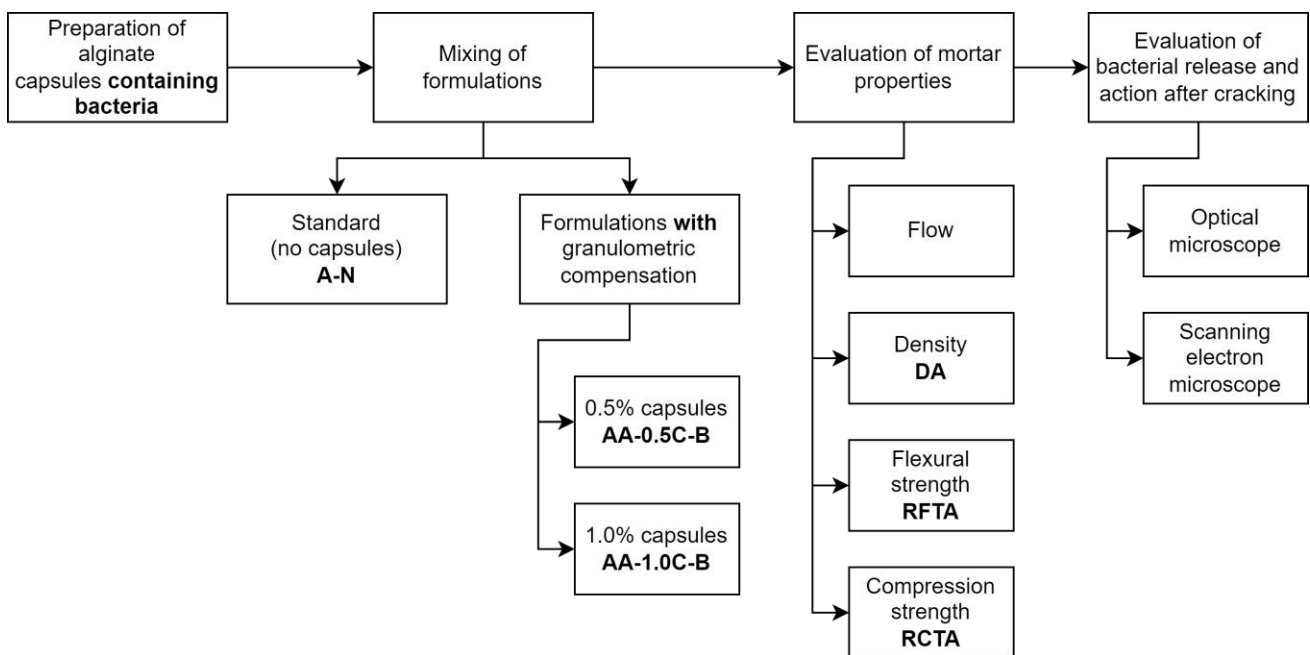 Preparation of
alginate
capsules containing
bacteria
Mixing of
formulations
Evaluation of mortar
properties
Evaluation of
bacterial release and
action after cracking
Standard
(no capsules)
A-N
Formulations with
granulometric
compensation
0.5% capsules
AA-0.5C-B
1.0% capsules
AA-1.0C-B
Flow
Density
DA
Flexural
strength
RFTA
Compression
strength
RCTA
Optical
microscope
Scanning
electron
microscope